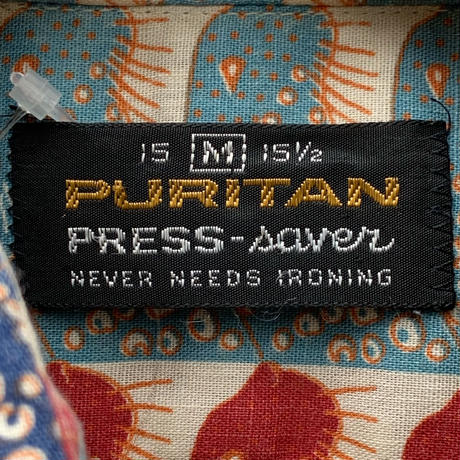 15 M 15½
PURITAN
PRESS-saver
NEVER NEEDS IRONING